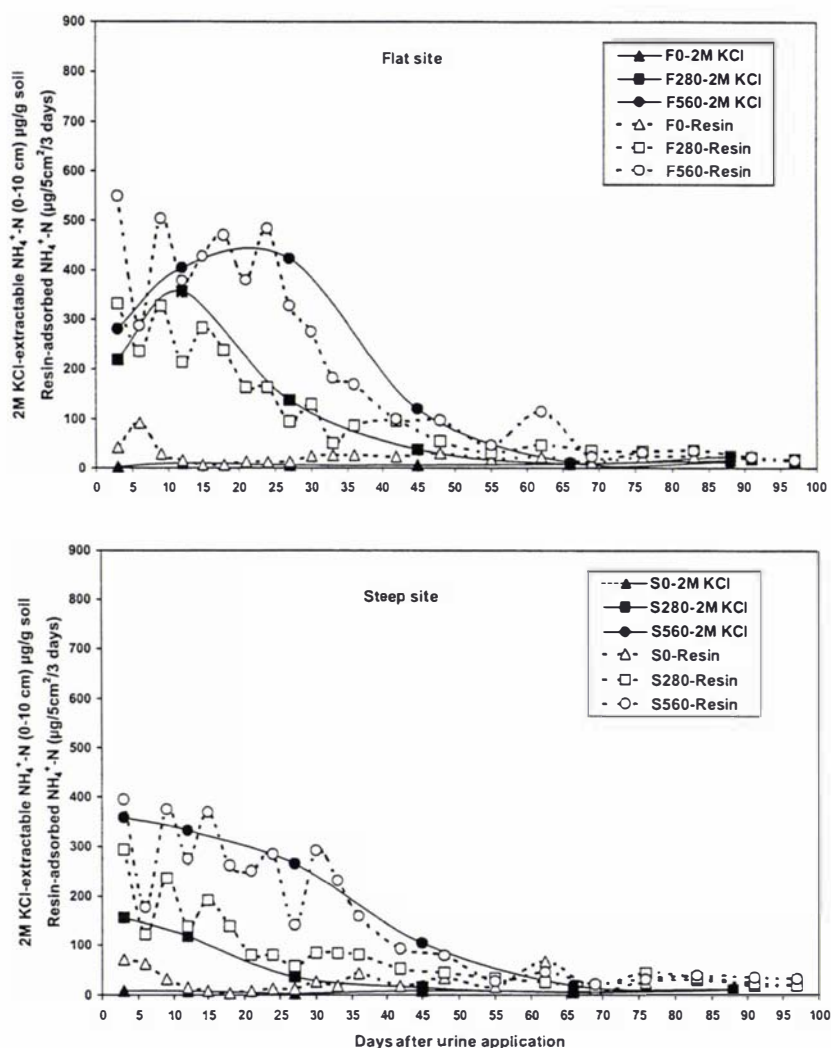 2M KCl-extractable NH₄⁺-N (0-10 cm) µg/g soil
Resin-adsorbed NH₄⁺-N (µg/5cm²/3 days)
900
800
700
600
500
400
300
200
100
0
Flat site
F0-2M KCl
F280-2M KCl
F560-2M KCl
F0-Resin
F280-Resin
F560-Resin
0 5 10 15 20 25 30 35 40 45 50 55 60 65 70 75 80 85 90 95 100
2M KCl-extractable NH₄⁺-N (0-10 cm) µg/g soil
Resin-adsorbed NH₄⁺-N (µg/5cm²/3 days)
900
800
700
600
500
400
300
200
100
0
Steep site
S0-2M KCl
S280-2M KCl
S560-2M KCl
S0-Resin
S280-Resin
S560-Resin
0 5 10 15 20 25 30 35 40 45 50 55 60 65 70 75 80 85 90 95 100
Days after urine application